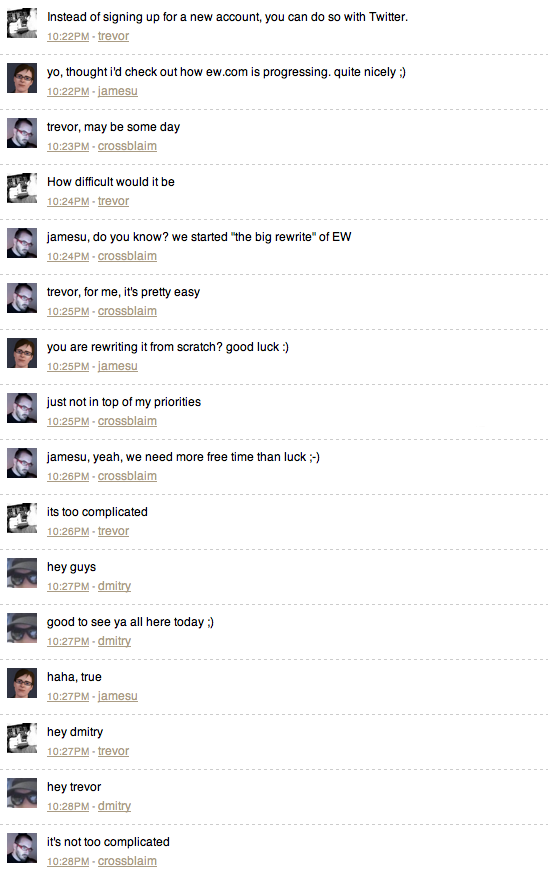 Instead of signing up for a new account, you can do so with Twitter.
10:22PM - trevor
yo, thought i'd check out how ew.com is progressing. quite nicely ;)
10:22PM - jamesu
trevor, may be some day
10:23PM - crossblaim
How difficult would it be
10:24PM - trevor
jamesu, do you know? we started "the big rewrite" of EW
10:24PM - crossblaim
trevor, for me, it's pretty easy
10:25PM - crossblaim
you are rewriting it from scratch? good luck :)
10:25PM - jamesu
just not in top of my priorities
10:25PM - crossblaim
jamesu, yeah, we need more free time than luck ;-)
10:26PM - crossblaim
its too complicated
10:26PM - trevor
hey guys
10:27PM - dmitry
good to see ya all here today ;)
10:27PM - dmitry
haha, true
10:27PM - jamesu
hey dmitry
10:27PM - trevor
hey trevor
10:28PM - dmitry
it's not too complicated
10:28PM - crossblaim